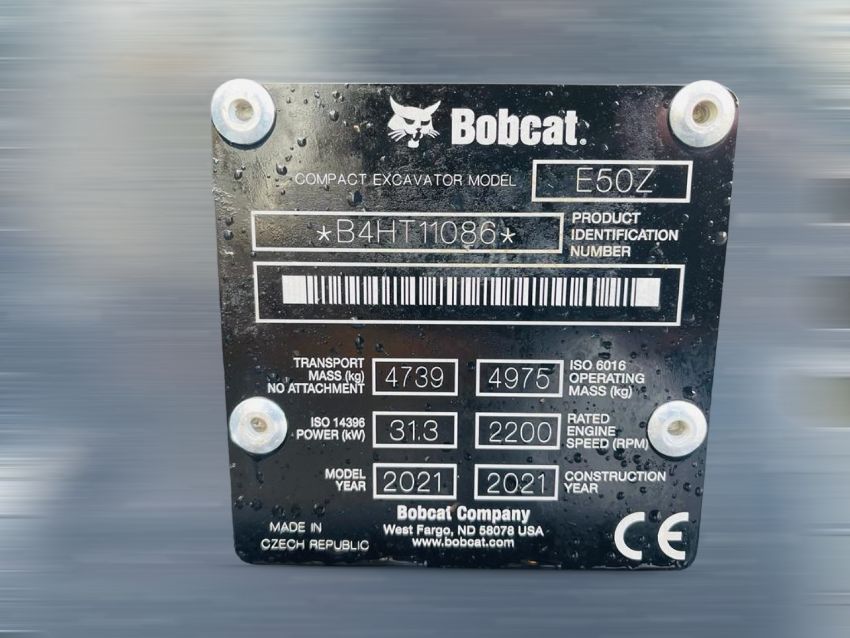 Bobcat.
COMPACT EXCAVATOR MODEL E50Z
*B4HT11086* PRODUCT
IDENTIFICATION
NUMBER
TRANSPORT
MASS (kg)
NO ATTACHMENT
4739
4975
ISO 6016
OPERATING
MASS (kg)
ISO 14396
POWER (kW)
31.3
2200
RATED
ENGINE
SPEED (RPM)
MODEL
YEAR
2021
2021
CONSTRUCTION
YEAR
Bobcat Company
West Fargo, ND 58078 USA
www.bobcat.com
MADE IN
CZECH REPUBLIC
CE